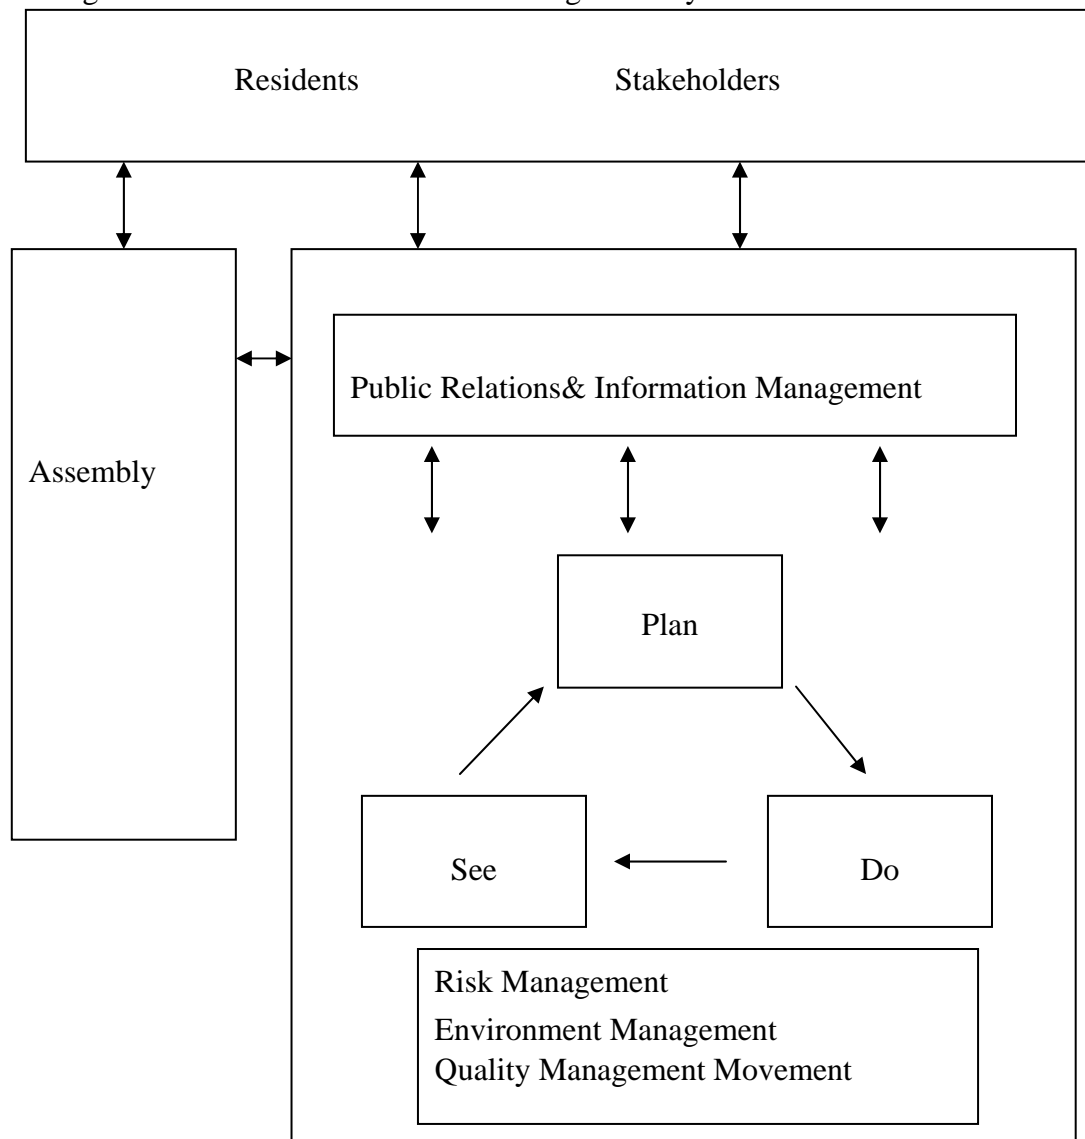 Residents Stakeholders
Public Relations& Information Management
Assembly
Plan
See Do
Risk Management
Environment Management
Quality Management Movement